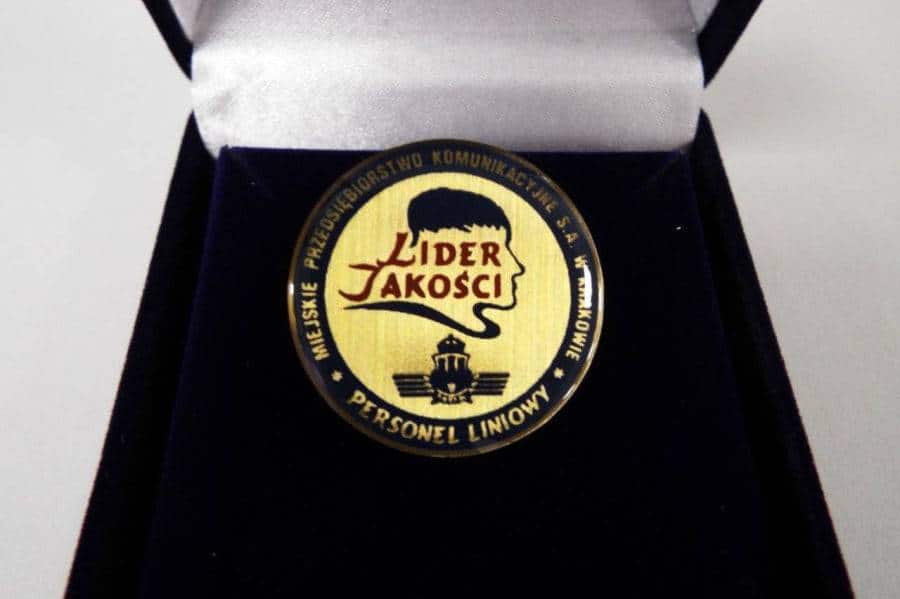 MIEJSKIE PRZEDSIĘBIORSTWO KOMUNIKACYJNE S.A. W KRAKOWIE
LIDER
JAKOŚCI
* PERSONEL LINIOWY *